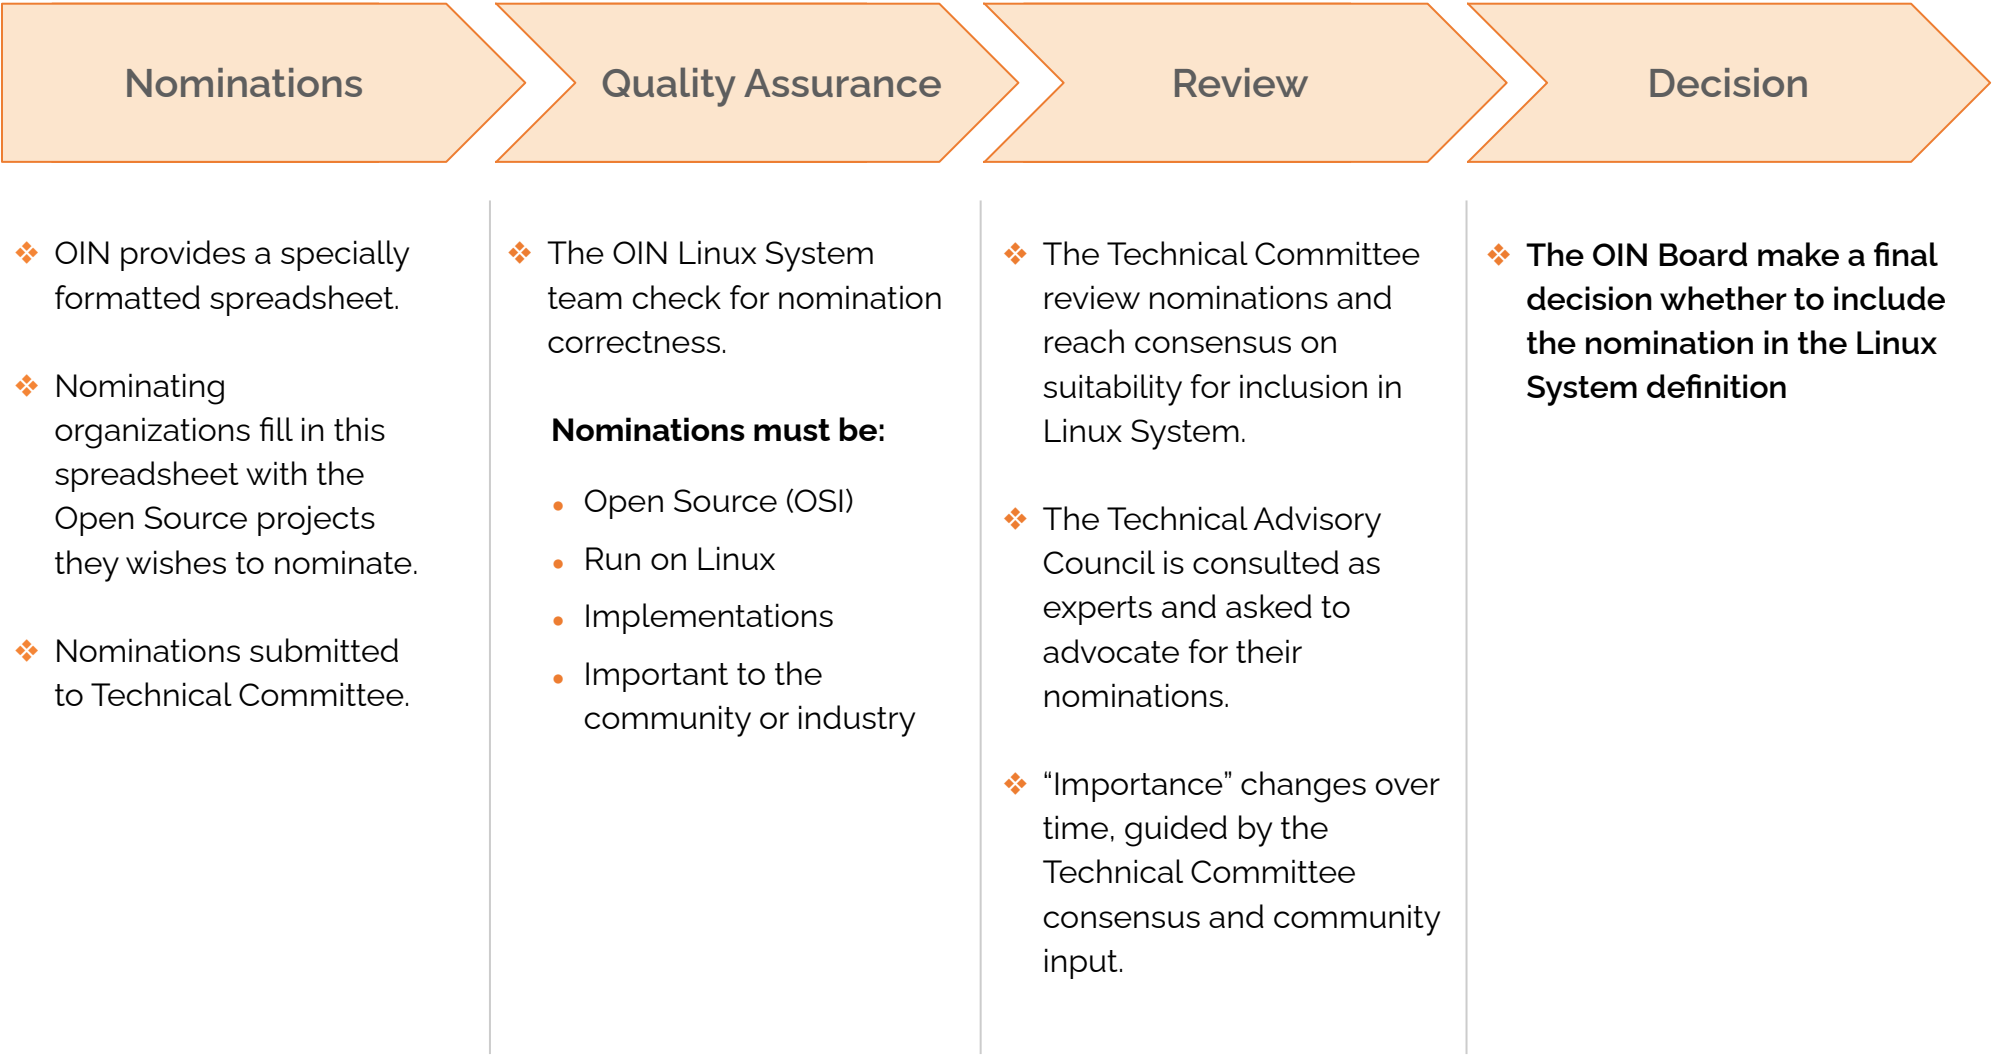 Nominations
OIN provides a specially
formatted spreadsheet.
Nominating
organizations fill in this
spreadsheet with the
Open Source projects
they wishes to nominate.
Nominations submitted
to Technical Committee.
Quality Assurance
The OIN Linux System
team check for nomination
correctness.
Nominations must be:
Open Source (OSI)
Run on Linux
Implementations
Important to the
community or industry
Review
The Technical Committee
review nominations and
reach consensus on
suitability for inclusion in
Linux System.
The Technical Advisory
Council is consulted as
experts and asked to
advocate for their
nominations.
“Importance” changes over
time, guided by the
Technical Committee
consensus and community
input.
Decision
The OIN Board make a final
decision whether to include
the nomination in the Linux
System definition